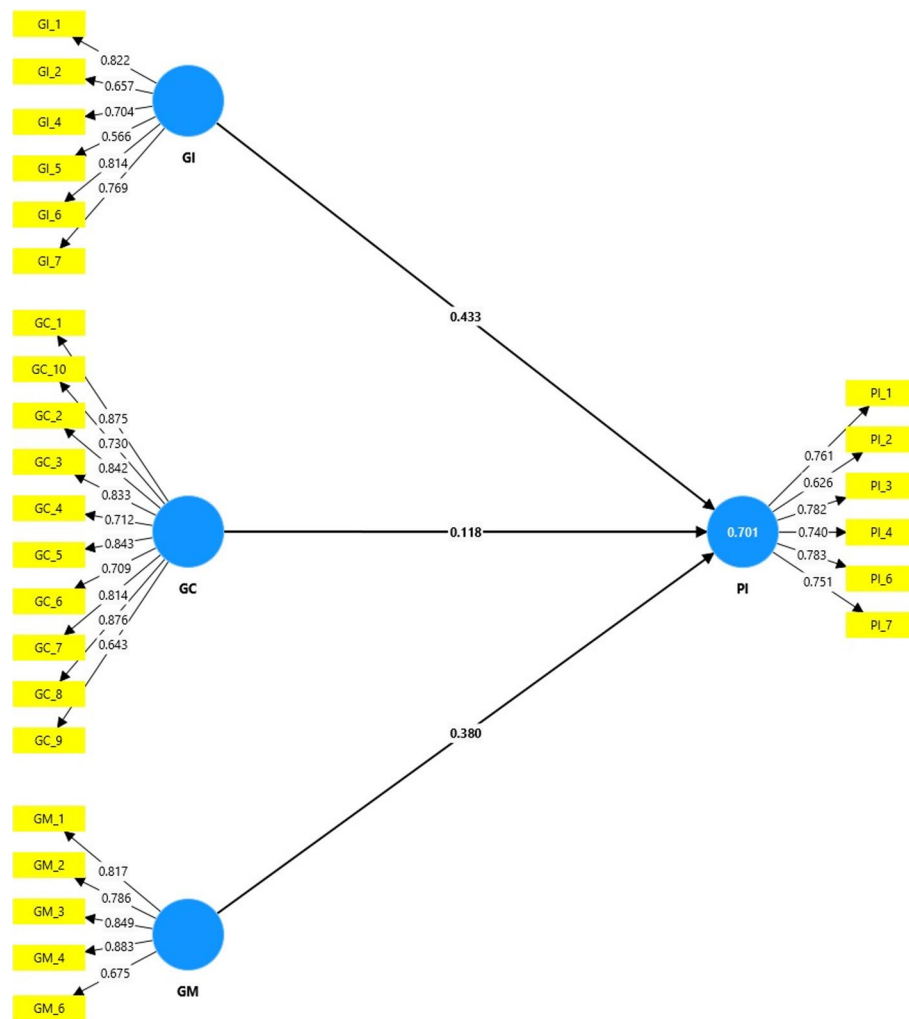 GI_1
GI_2
GI_4
GI_5
GI_6
GI_7
0.822
0.657
0.704
0.566
0.814
0.769
GI
0.433
GC_1
GC_10
GC_2
GC_3
GC_4
GC_5
GC_6
GC_7
GC_8
GC_9
0.875
0.730
0.842
0.833
0.712
0.843
0.709
0.814
0.876
0.643
GC
0.118
GM_1
GM_2
GM_3
GM_4
GM_6
0.817
0.786
0.849
0.883
0.675
GM
0.380
0.701
PI
0.761
0.626
0.782
0.740
0.783
0.751
PI_1
PI_2
PI_3
PI_4
PI_6
PI_7